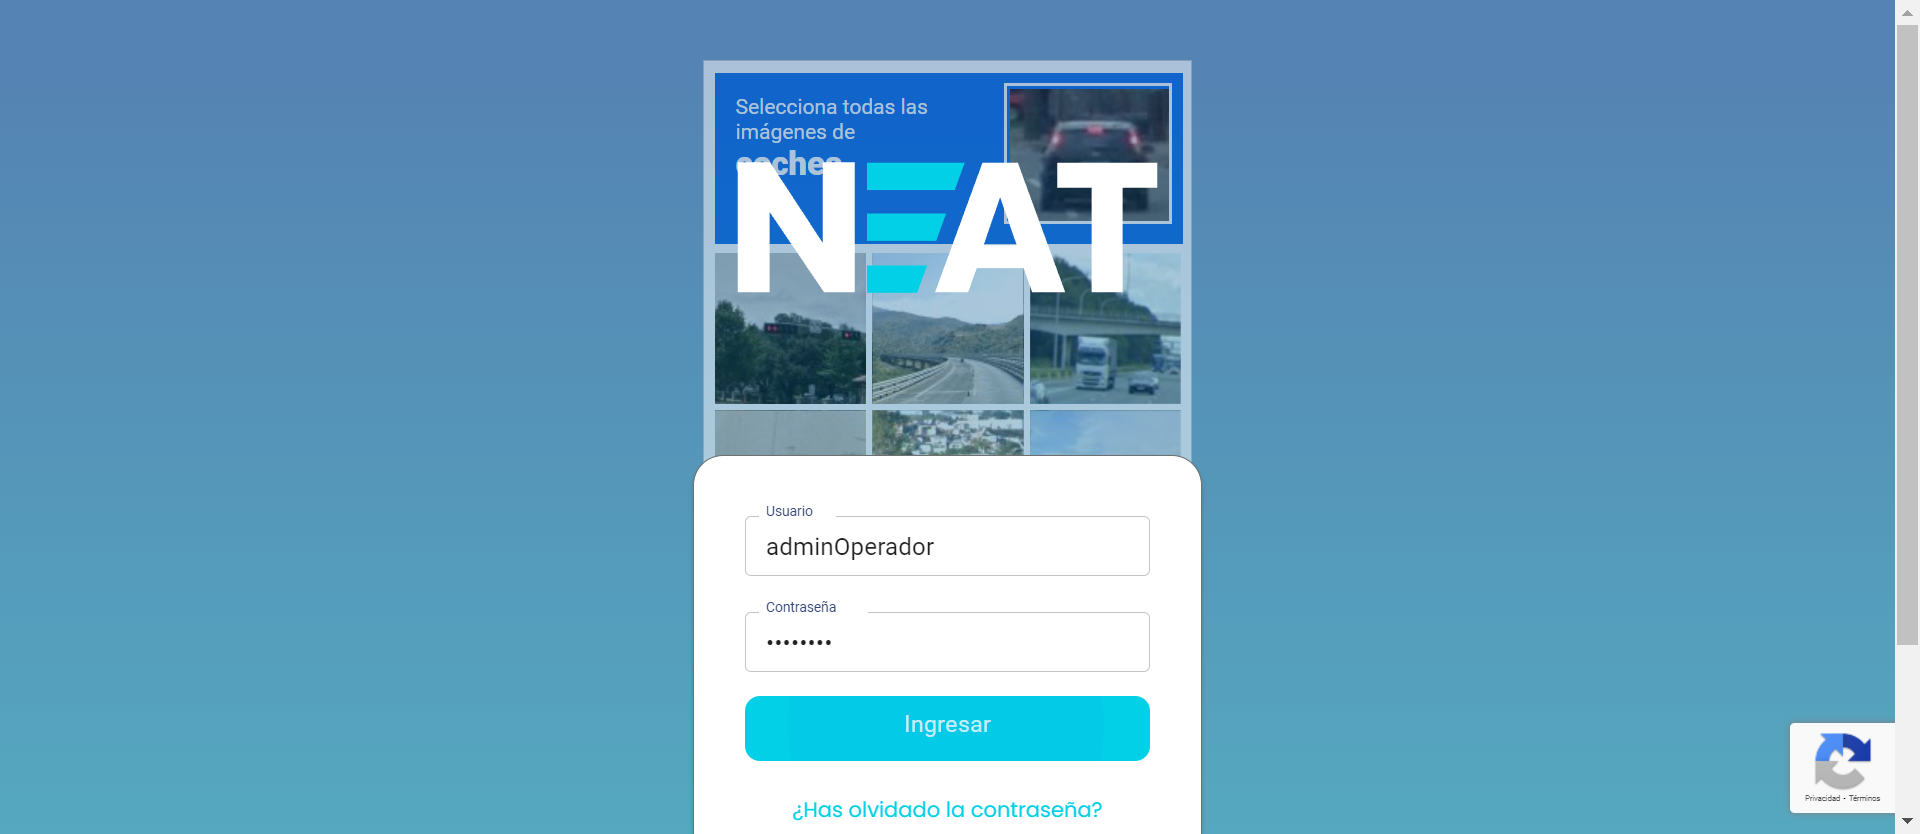 Selecciona todas las
imágenes de
coches
NEAT
Usuario
adminOperador
Contraseña
••••••••
Ingresar
¿Has olvidado la contraseña?
Privacidad - Términos